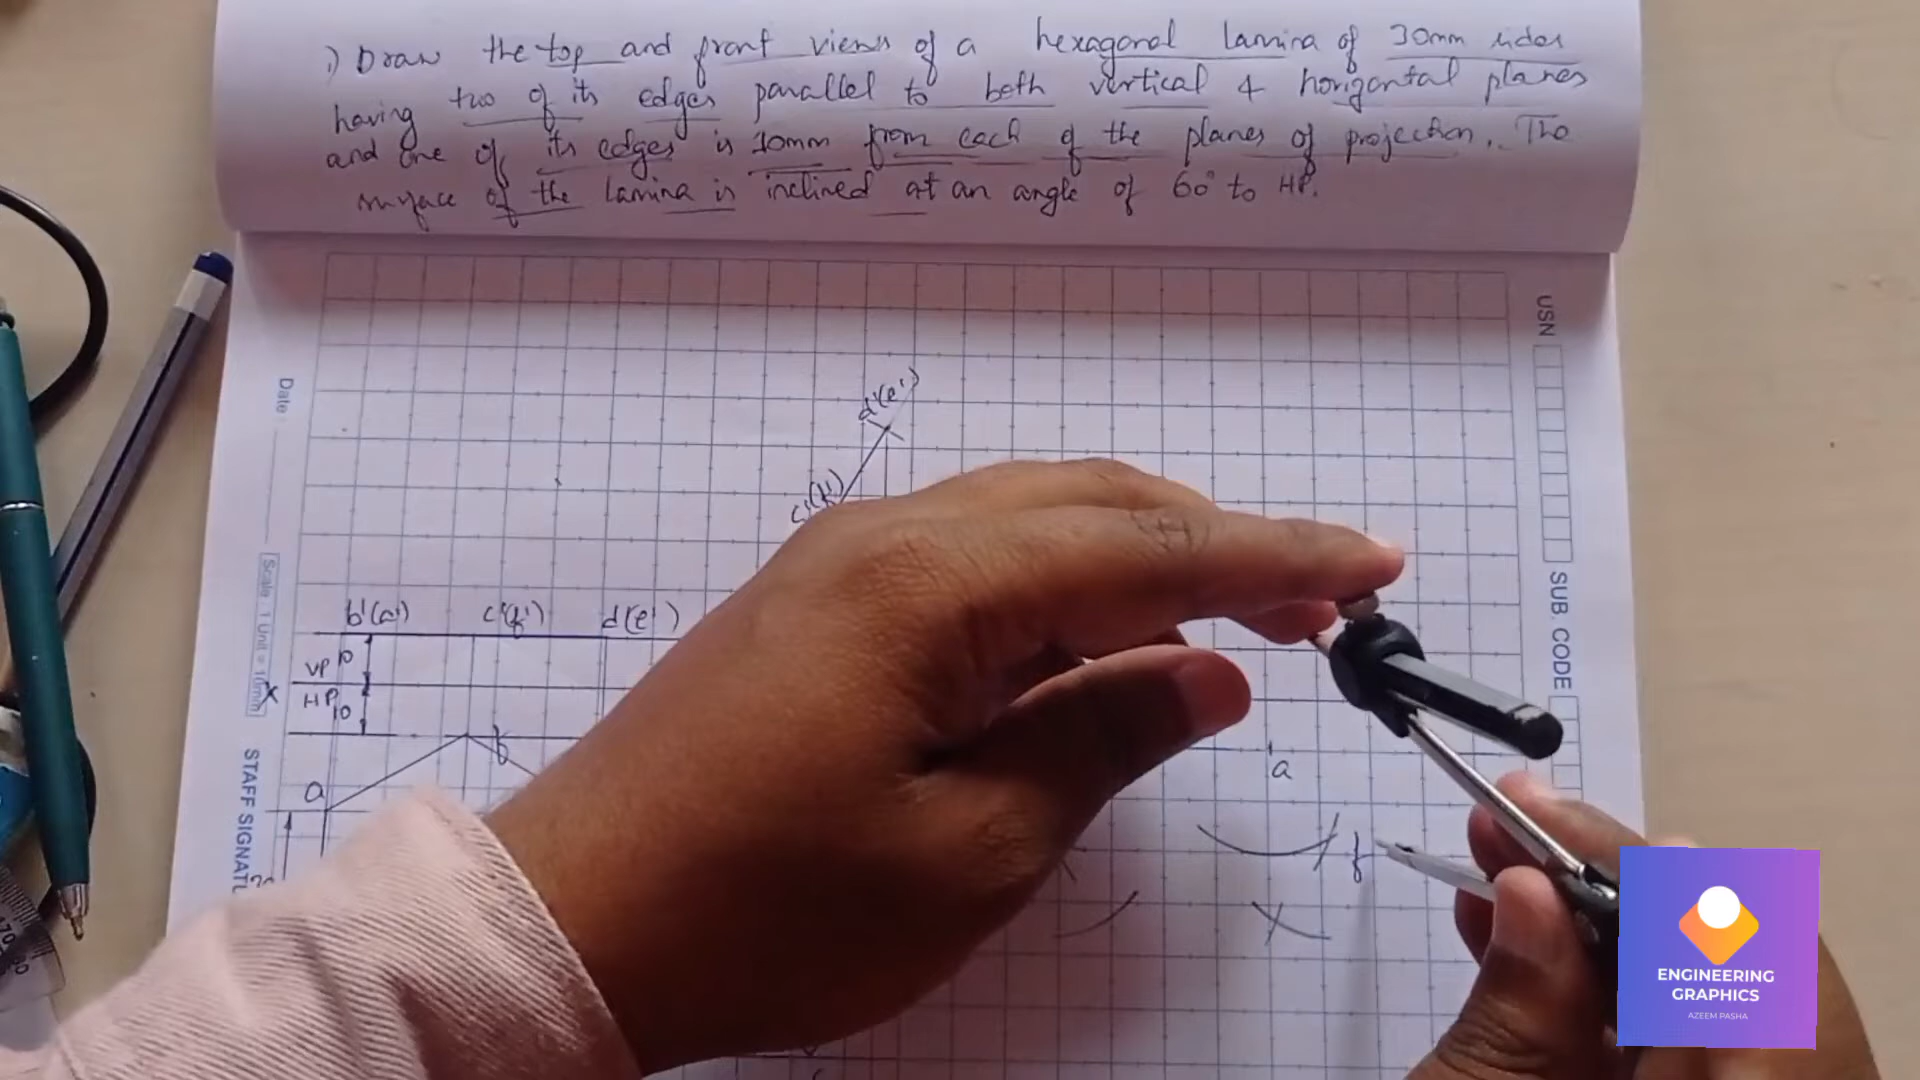 1) Draw the top and front views of a hexagonal lamina of 30mm sides
having two of its edges parallel to both vertical & horizontal planes
and one of its edges is 10mm from each of the planes of projection. The
surface of the lamina is inclined at an angle of 60° to HP.
USN
Date
d'(e')
c'(f')
SUB. CODE
Scale : 1 Unit = 10mm
b'(a') c'(f') d'(e')
VP 10
HP 10
STAFF SIGNATU
f
a
a
f
ENGINEERING
GRAPHICS
AZEEM PASHA